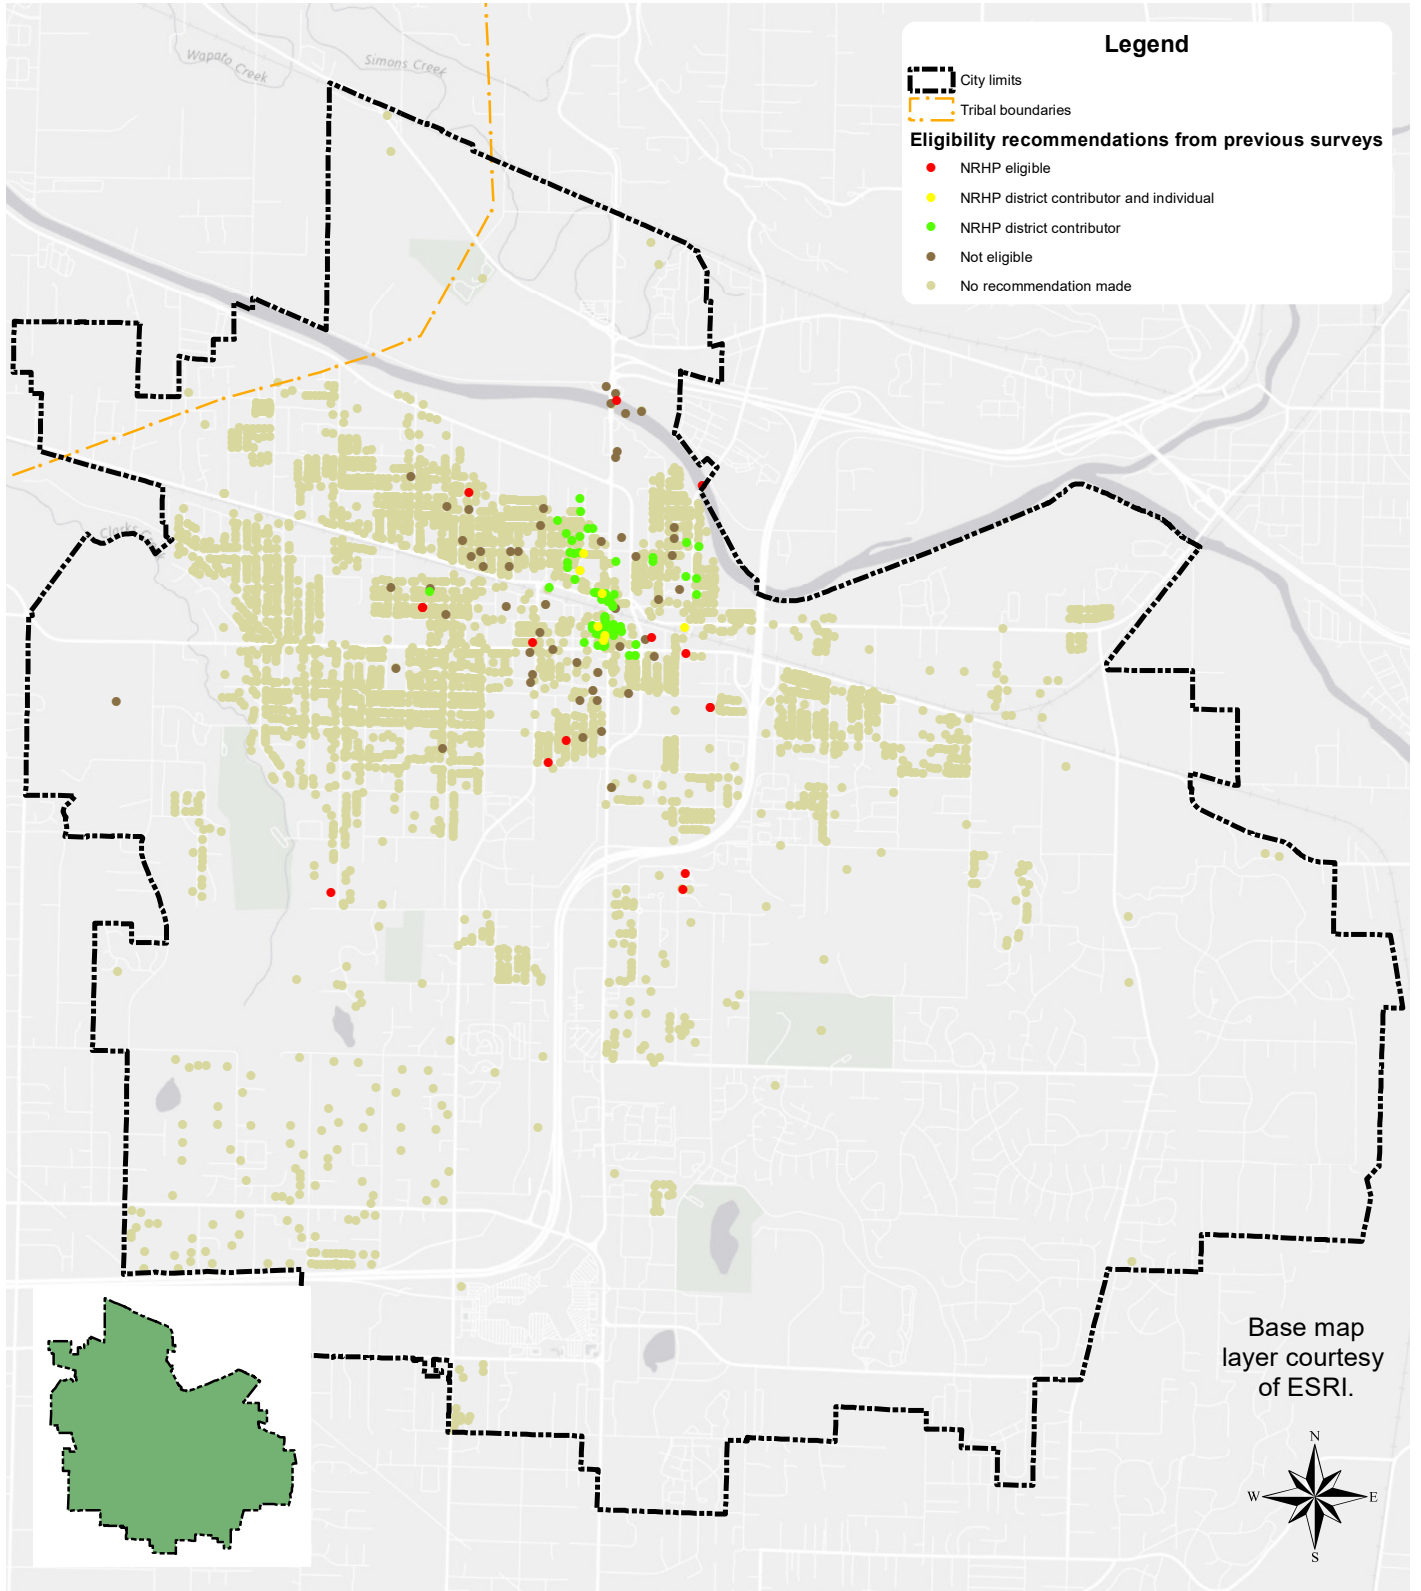 Legend
City limits
Tribal boundaries
Eligibility recommendations from previous surveys
NRHP eligible
NRHP district contributor and individual
NRHP district contributor
Not eligible
No recommendation made
Wapato Creek
Simons Creek
Clarks
Base map
layer courtesy
of ESRI.
N
W
E
S